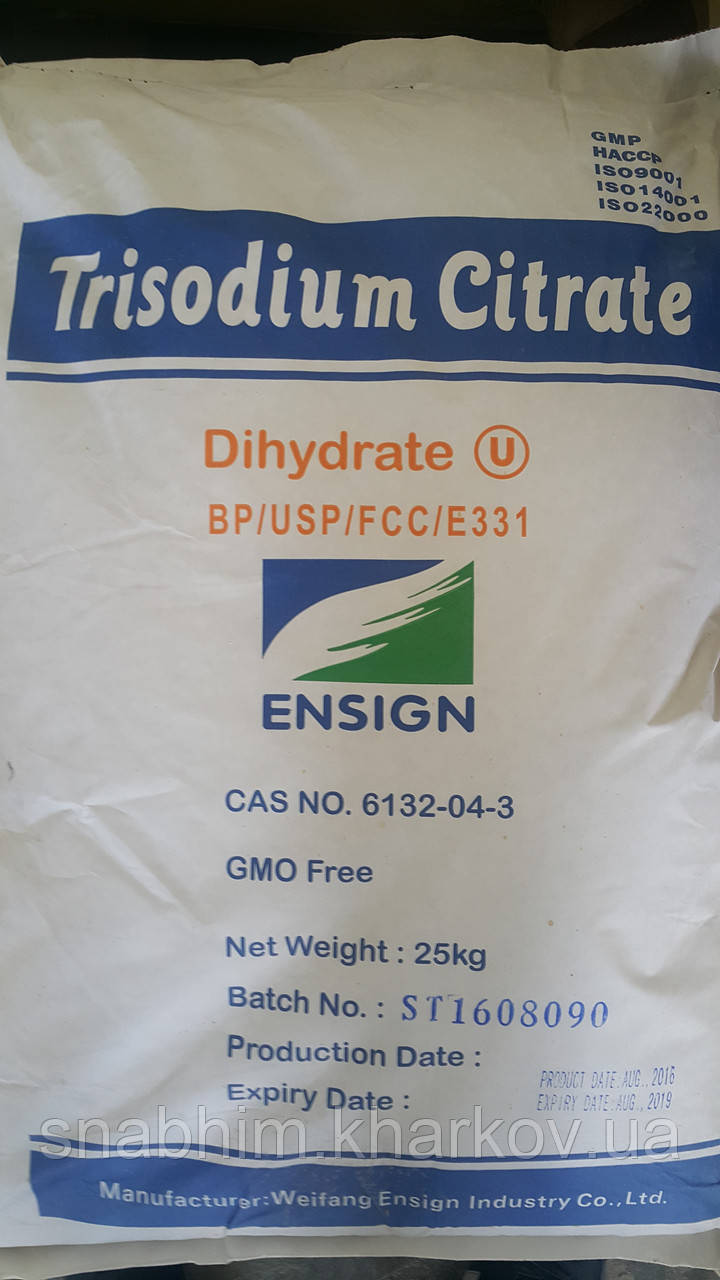 GMP
HACCP
ISO9001
ISO14001
ISO22000
Trisodium Citrate
Dihydrate U
BP/USP/FCC/E331
ENSIGN
CAS NO. 6132-04-3
GMO Free
Net Weight : 25kg
Batch No. : ST1608090
Production Date :
PRODUCT DATE:AUG., 2016
Expiry Date :
EXPIRY DATE:AUG., 2019
snabhim.kharkov.ua
Manufacturer:Weifang Ensign Industry Co.,Ltd.